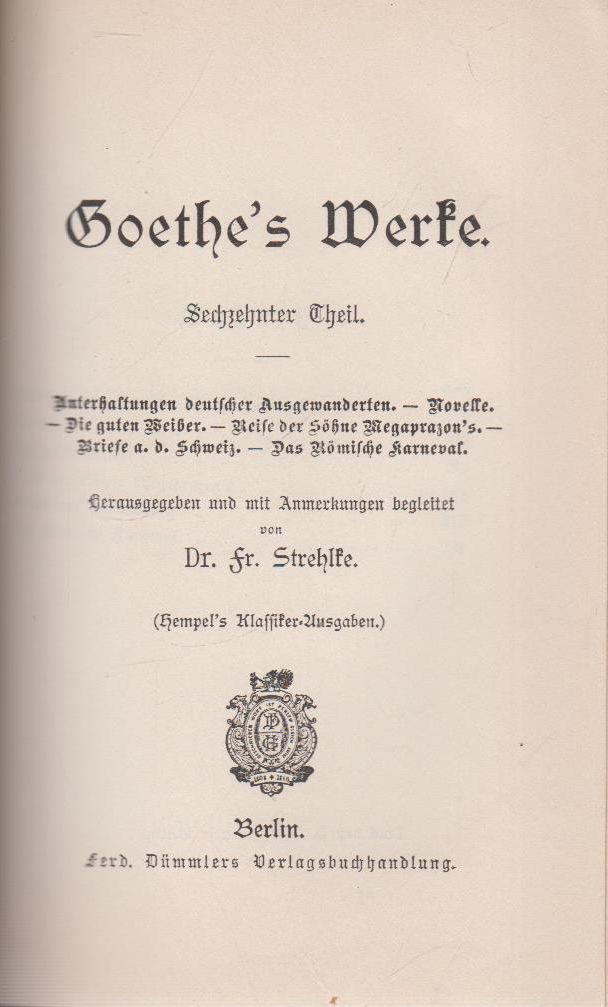 Goethe's Werke.
Sechzehnter Theil.
Unterhaltungen deutscher Ausgewanderten. — Novelle.
— Die guten Weiber. — Reise der Söhne Megaprazon's. —
Briefe a. d. Schweiz. — Das Römische Karneval.
Herausgegeben und mit Anmerkungen begleitet
von
Dr. Fr. Strehlke.
(Hempel's Klassiker-Ausgaben.)
Berlin.
Ferd. Dümmlers Verlagsbuchhandlung.